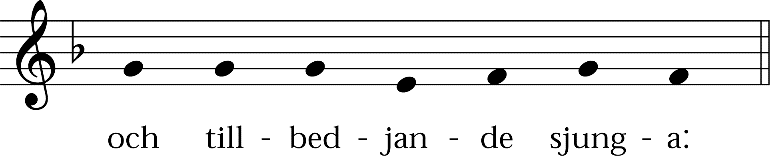 och till - bed - jan - de sjung - a: